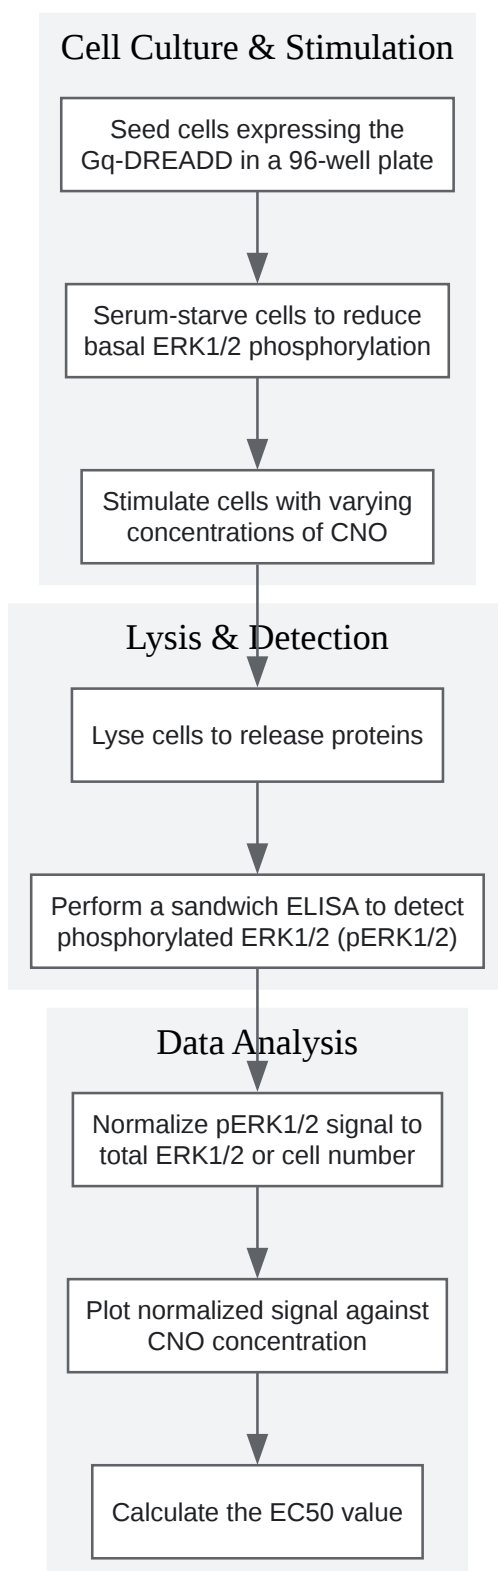 Cell Culture & Stimulation
Seed cells expressing the
Gq-DREADD in a 96-well plate
Serum-starve cells to reduce
basal ERK1/2 phosphorylation
Stimulate cells with varying
concentrations of CNO
Lysis & Detection
Lyse cells to release proteins
Perform a sandwich ELISA to detect
phosphorylated ERK1/2 (pERK1/2)
Data Analysis
Normalize pERK1/2 signal to
total ERK1/2 or cell number
Plot normalized signal against
CNO concentration
Calculate the EC50 value